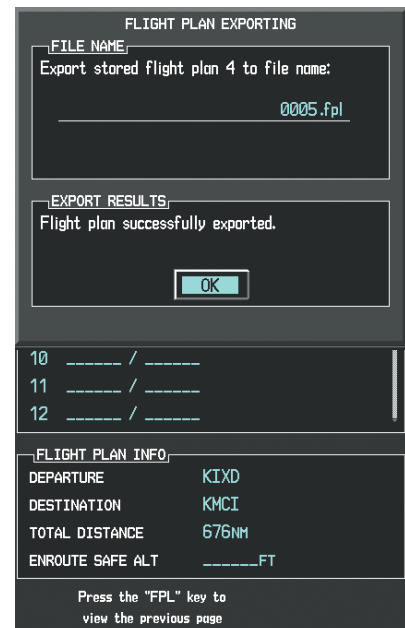 FLIGHT PLAN EXPORTING
FILE NAME
Export stored flight plan 4 to file name:
0005.fpl
EXPORT RESULTS
Flight plan successfully exported.
OK
10 ______ / ______
11 ______ / ______
12 ______ / ______
FLIGHT PLAN INFO
DEPARTURE KIXD
DESTINATION KMCI
TOTAL DISTANCE 676NM
ENROUTE SAFE ALT ______FT
Press the "FPL" key to
view the previous page